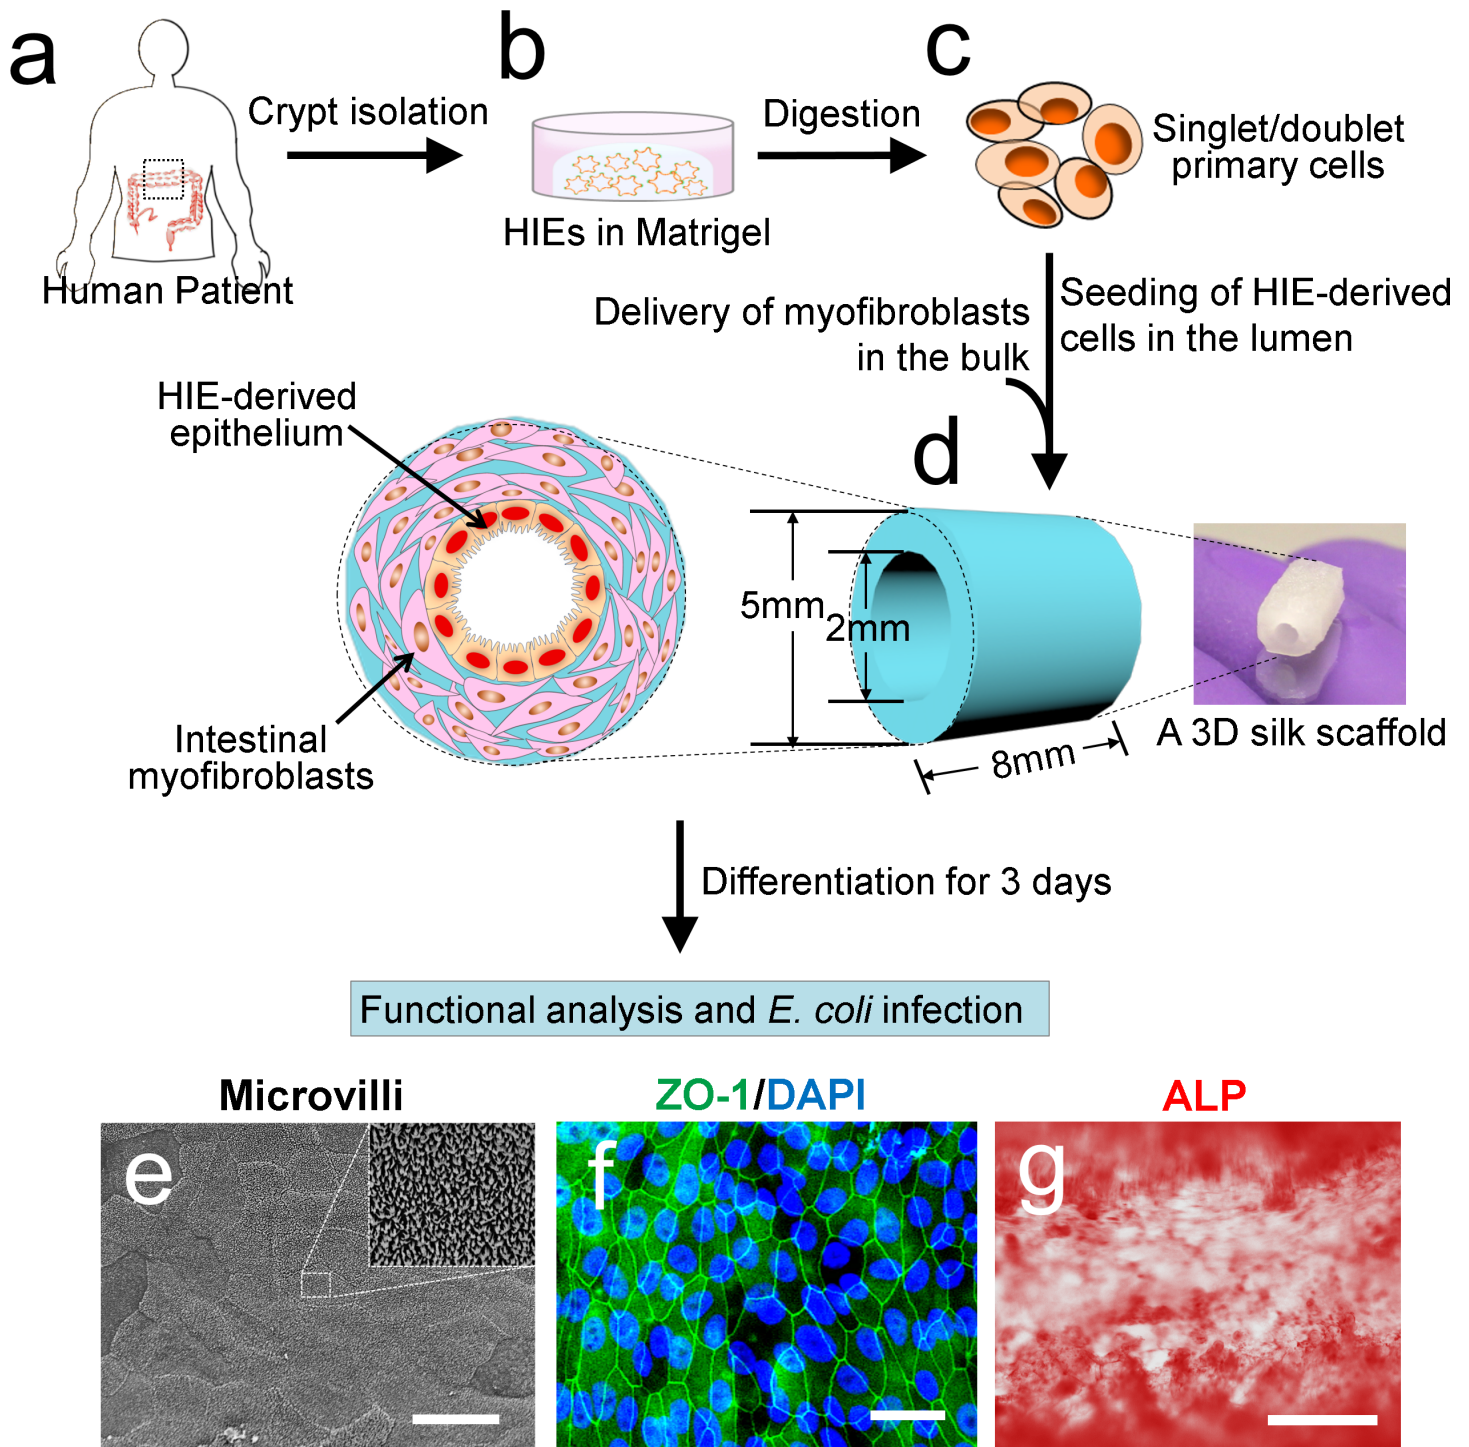 a
b
c
Crypt isolation
Digestion
Singlet/doublet
primary cells
HIEs in Matrigel
Human Patient
Delivery of myofibroblasts
in the bulk
Seeding of HIE-derived
cells in the lumen
HIE-derived
epithelium
d
5mm
2mm
8mm
A 3D silk scaffold
Intestinal
myofibroblasts
Differentiation for 3 days
Functional analysis and E. coli infection
Microvilli
ZO-1/DAPI
ALP
e
f
g